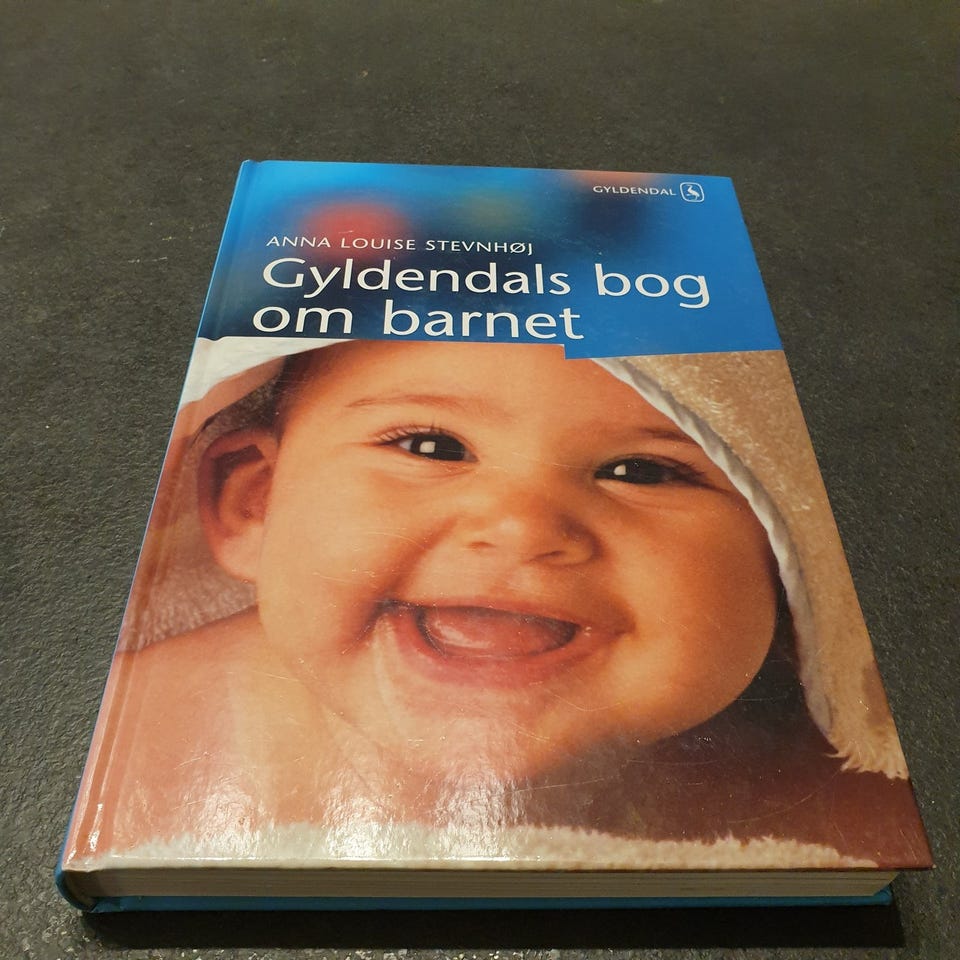 GYLDENDAL
ANNA LOUISE STEVNHØJ
Gyldendals bog
om barnet